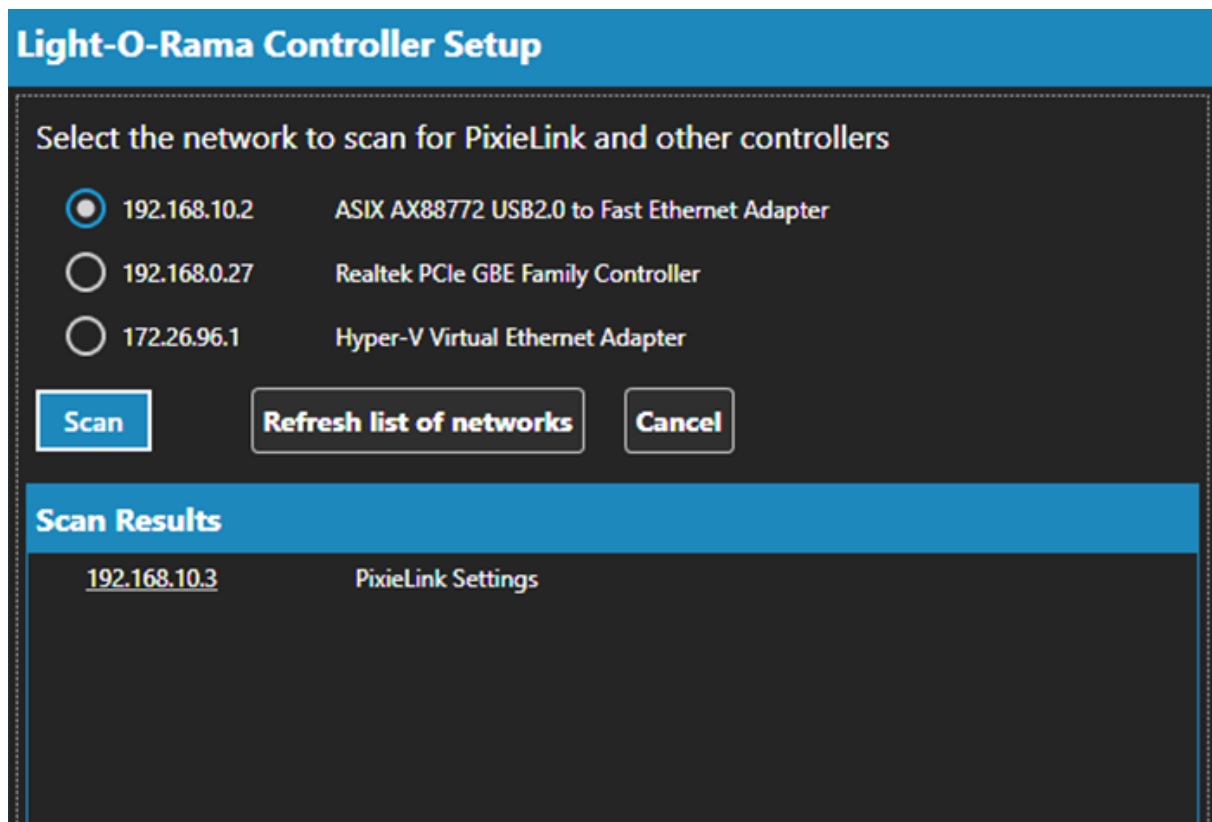 Light-O-Rama Controller Setup
Select the network to scan for PixieLink and other controllers
192.168.10.2 ASIX AX88772 USB2.0 to Fast Ethernet Adapter
192.168.0.27 Realtek PCIe GBE Family Controller
172.26.96.1 Hyper-V Virtual Ethernet Adapter
Scan Refresh list of networks Cancel
Scan Results
192.168.10.3 PixieLink Settings